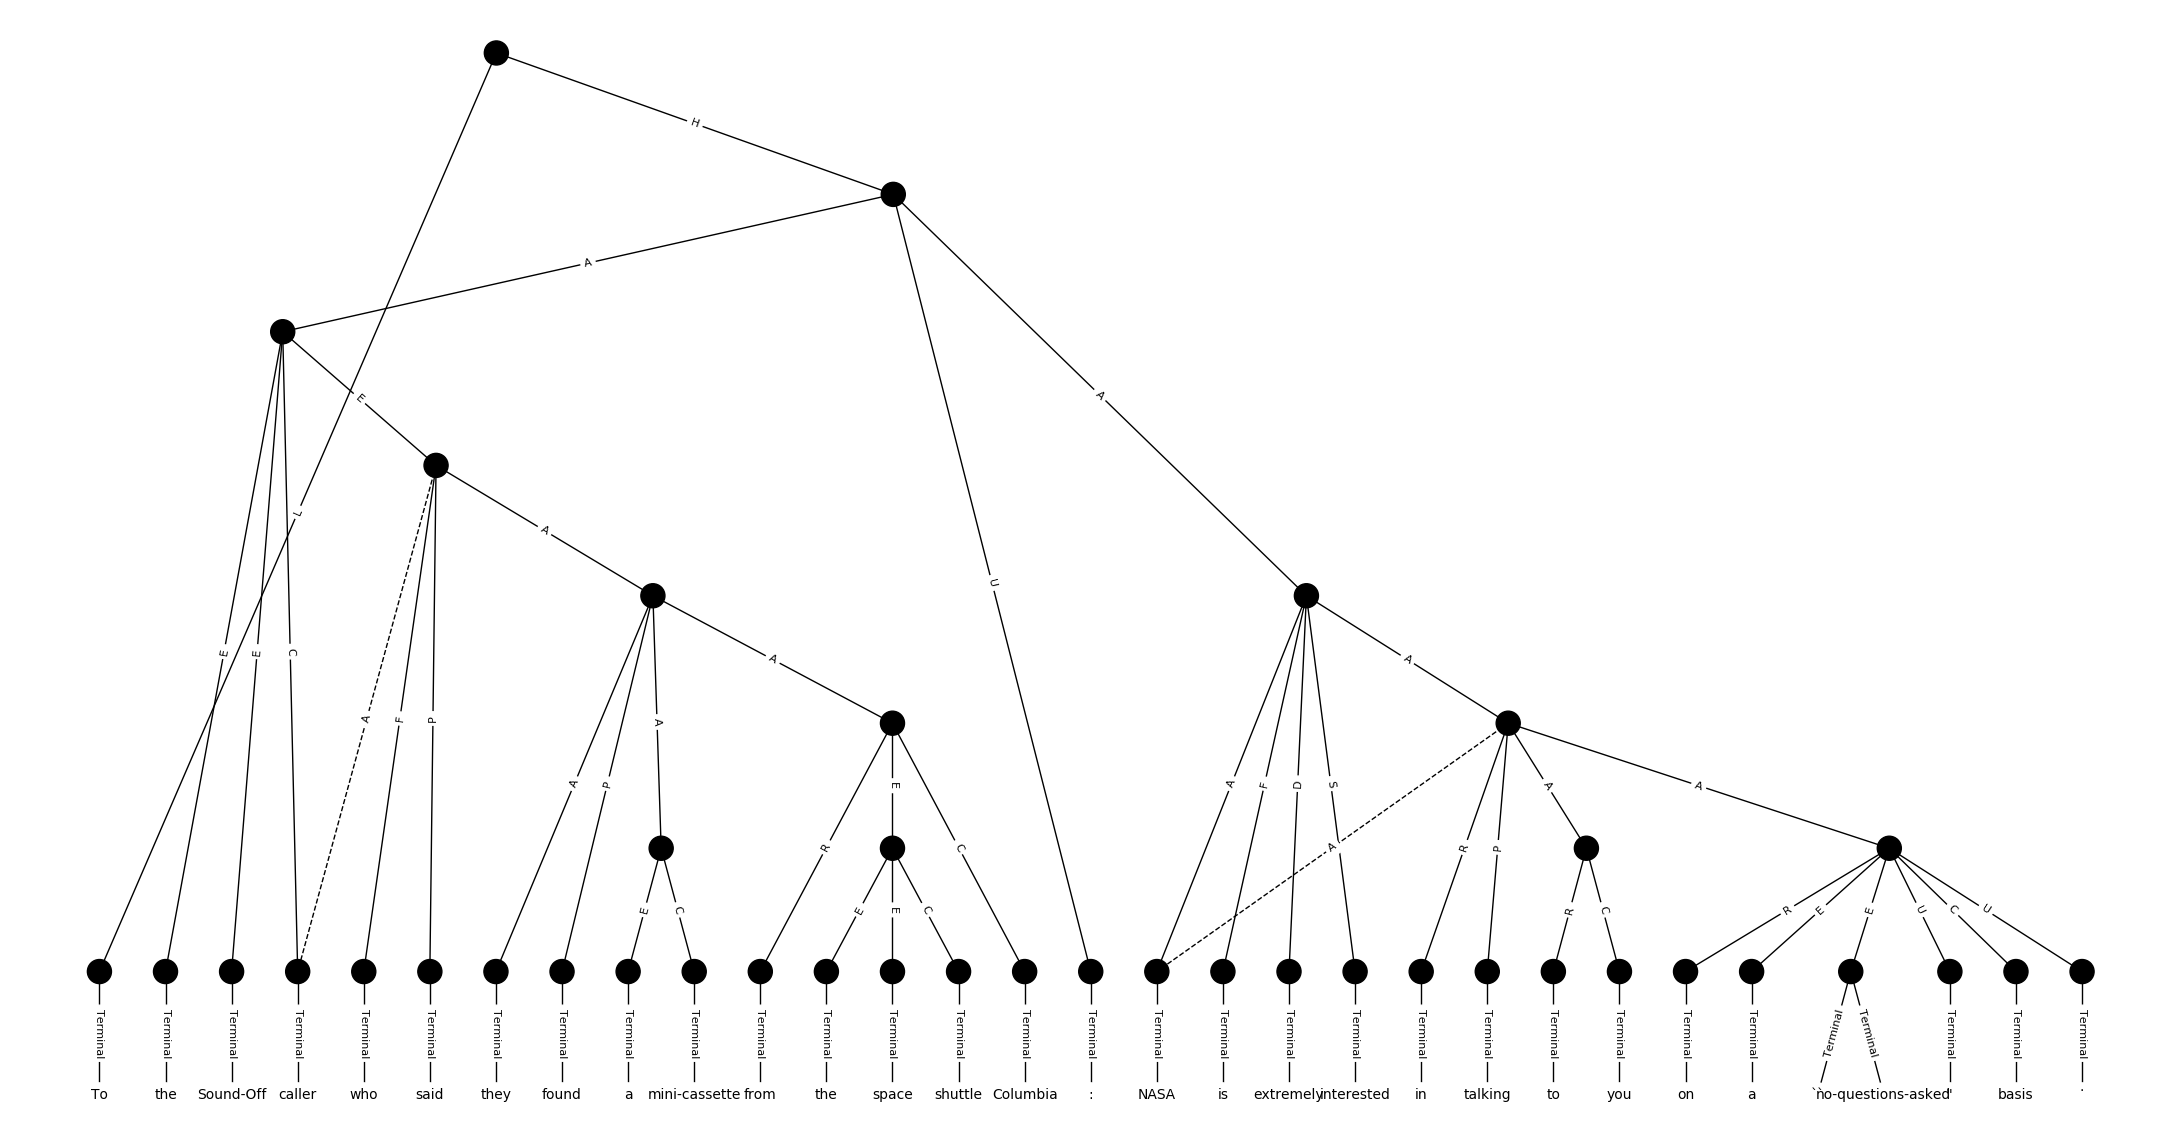 H
A
E
A
L
A
U
A
A
E
E
C
A
F
P
A
A
P
A
E
A
F
D
S
A
A
R
C
A
R
P
E
C
E
E
C
R
C
R
E
E
U
C
U
Terminal Terminal Terminal Terminal Terminal Terminal Terminal Terminal Terminal Terminal Terminal Terminal Terminal Terminal Terminal Terminal Terminal Terminal Terminal Terminal Terminal Terminal Terminal Terminal Terminal Terminal Terminal Terminal Terminal Terminal Terminal
To the Sound-Off caller who said they found a mini-cassette from the space shuttle Columbia : NASA is extremely interested in talking to you on a `` no-questions-asked '' basis .